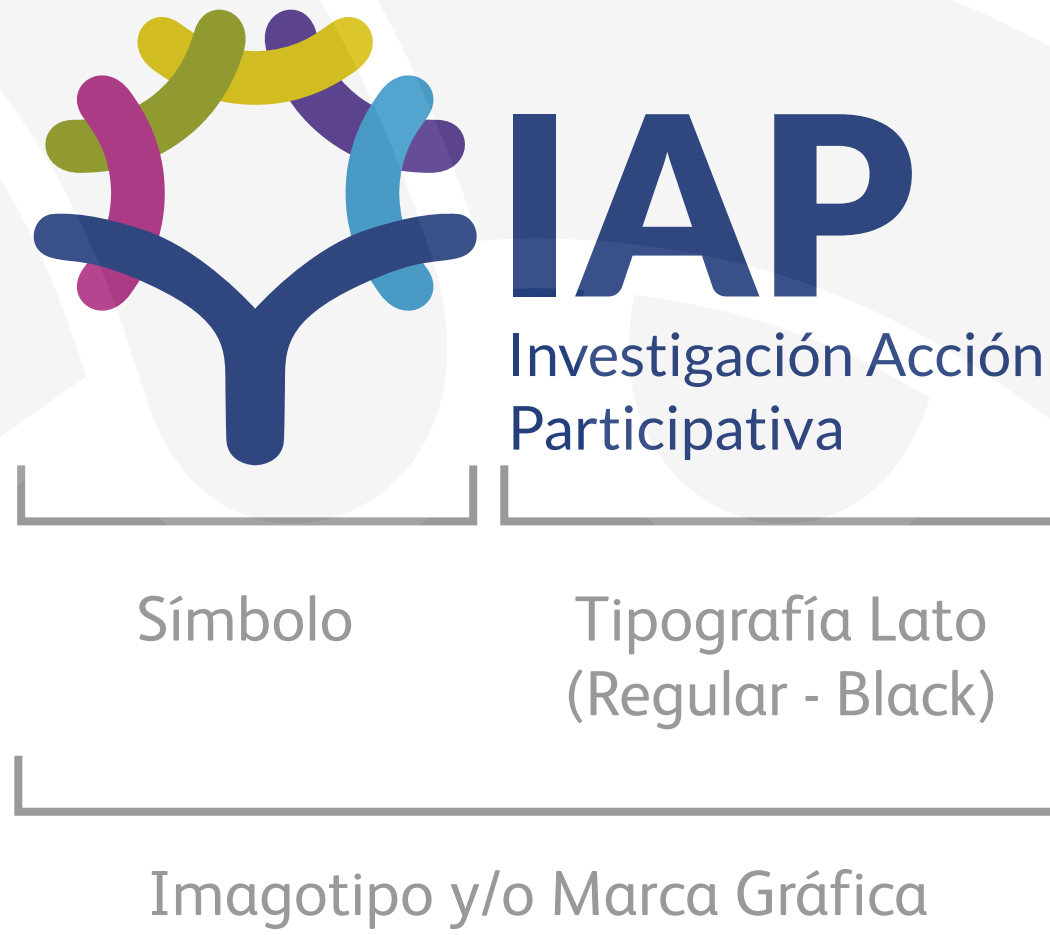 IAP
Investigación Acción
Participativa
Símbolo
Tipografía Lato
(Regular - Black)
Imagotipo y/o Marca Gráfica